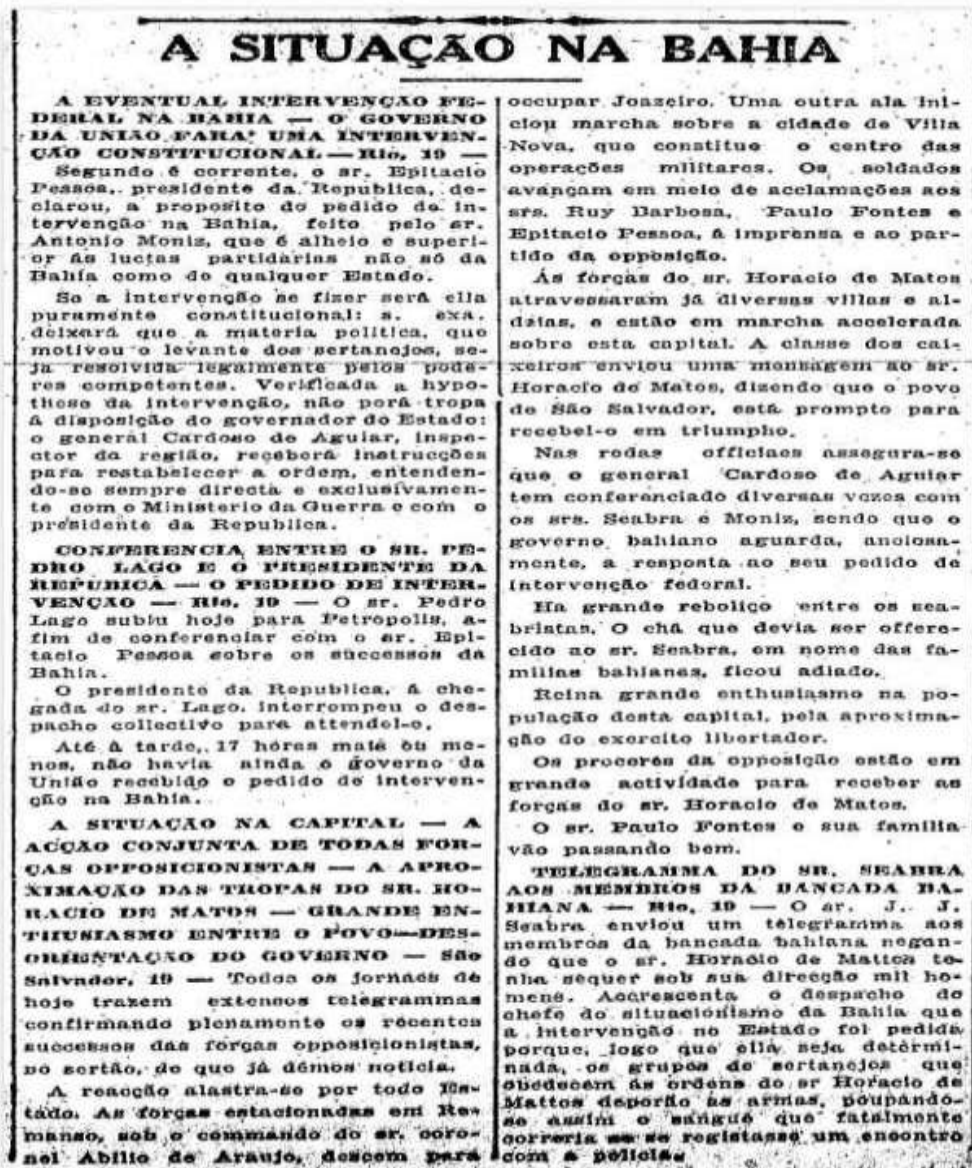 A SITUAÇÃO NA BAHIA
A EVENTUAL INTERVENÇÃO FE-
DERAL NA BAHIA — O GOVERNO
DA UNIÃO FARA' UMA INTERVEN-
ÇÃO CONSTITUCIONAL — Rio, 19 —
Segundo é corrente, o sr. Epitacio
Pessoa, presidente da Republica, de-
clarou, a proposito do pedido de in-
tervenção na Bahia, feito pelo sr.
Antonio Moniz, que é alheio e superi-
or ás luctas partidarias não só da
Bahia como de qualquer Estado.
Se a intervenção se fizer será ella
puramente constitucional: s. exa.
deixará que a materia politica, que
motivou o levante dos sertanejos, se-
ja resolvida legalmente pelos pode-
res competentes. Verificada a hypo-
these da intervenção, não porá tropa
á disposição do governador do Estado:
o general Cardoso de Aguiar, inspe-
ctor da região, receberá instrucções
para restabelecer a ordem, entenden-
do-se sempre directa e exclusivamen-
te com o Ministerio da Guerra e com o
presidente da Republica.
CONFERENCIA ENTRE O SR. PE-
DRO LAGO E O PRESIDENTE DA
REPUBICA — O PEDIDO DE INTER-
VENÇÃO — Rio, 19 — O sr. Pedro
Lago subiu hoje para Petropolis, a-
fim de conferenciar com o sr. Epi-
tacio Pessoa sobre os successos da
Bahia.
O presidente da Republica, á che-
gada do sr. Lago, interrompeu o des-
pacho collectivo para attendel-o.
Até á tarde, 17 horas mais ou me-
nos, não havia ainda o governo da
União recebido o pedido de interven-
ção na Bahia.
A SITUAÇÃO NA CAPITAL — A
ACÇÃO CONJUNTA DE TODAS FOR-
ÇAS OPPOSICIONISTAS — A APRO-
XIMAÇÃO DAS TROPAS DO SR. HO-
RACIO DE MATOS — GRANDE EN-
THUSIASMO ENTRE O POVO—DES-
ORIENTAÇÃO DO GOVERNO — São
Salvador, 19 — Todos os jornaes de
hoje trazem extensos telegrammas
confirmando plenamente os recentes
successos das forças opposicionistas,
no sertão, de que já démos noticia.
A reacção alastra-se por todo Es-
tado. As forças estacionadas em Re-
manso, sob o commando do sr. coro-
nel Abilio de Araujo, descem para
occupar Joazeiro. Uma outra ala ini-
ciou marcha sobre a cidade de Villa
Nova, que constitue o centro das
operações militares. Os soldados
avançam em meio de acclamações aos
srs. Ruy Barbosa, Paulo Fontes e
Epitacio Pessoa, á imprensa e ao par-
tido da opposição.
As forças do sr. Horacio de Matos
atravessaram já diversas villas e al-
deias, e estão em marcha accelerada
sobre esta capital. A classe dos cai-
xeiros enviou uma mensagem ao sr.
Horacio de Matos, dizendo que o povo
de São Salvador, está prompto para
recebel-o em triumpho.
Nas rodas officiaes assegura-se
que o general Cardoso de Aguiar
tem conferenciado diversas vezes com
os srs. Seabra e Moniz, sendo que o
governo bahiano aguarda, anciosa-
mente, a resposta ao seu pedido de
intervenção federal.
Ha grande reboliço entre os sea-
bristas. O chá que devia ser offere-
cido ao sr. Seabra, em nome das fa-
milias bahianes, ficou adiado.
Reina grande enthusiasmo na po-
pulação desta capital, pela aproxima-
ção do exercito libertador.
Os proceres da opposição estão em
grande actividade para receber as
forças do sr. Horacio de Matos.
O sr. Paulo Fontes e sua familia
vão passando bem.
TELEGRAMMA DO SR. SEABRA
AOS MEMBROS DA BANCADA BA-
HIANA — Rio, 19 — O sr. J. J.
Seabra enviou um telegramma aos
membros da bancada bahiana negan-
do que o sr. Horacio de Mattos te-
nha sequer sob sua direcção mil ho-
mens. Accrescenta o despacho do
chefe do situacionismo da Bahia que
a intervenção no Estado foi pedida
porque, logo que ella seja determi-
nada, os grupos de sertanejos que
obedecem ás ordens do sr Horacio de
Mattos deporão as armas, poupando-
se assim o sangue que fatalmente
correria se se registasse um encontro
com a policia.